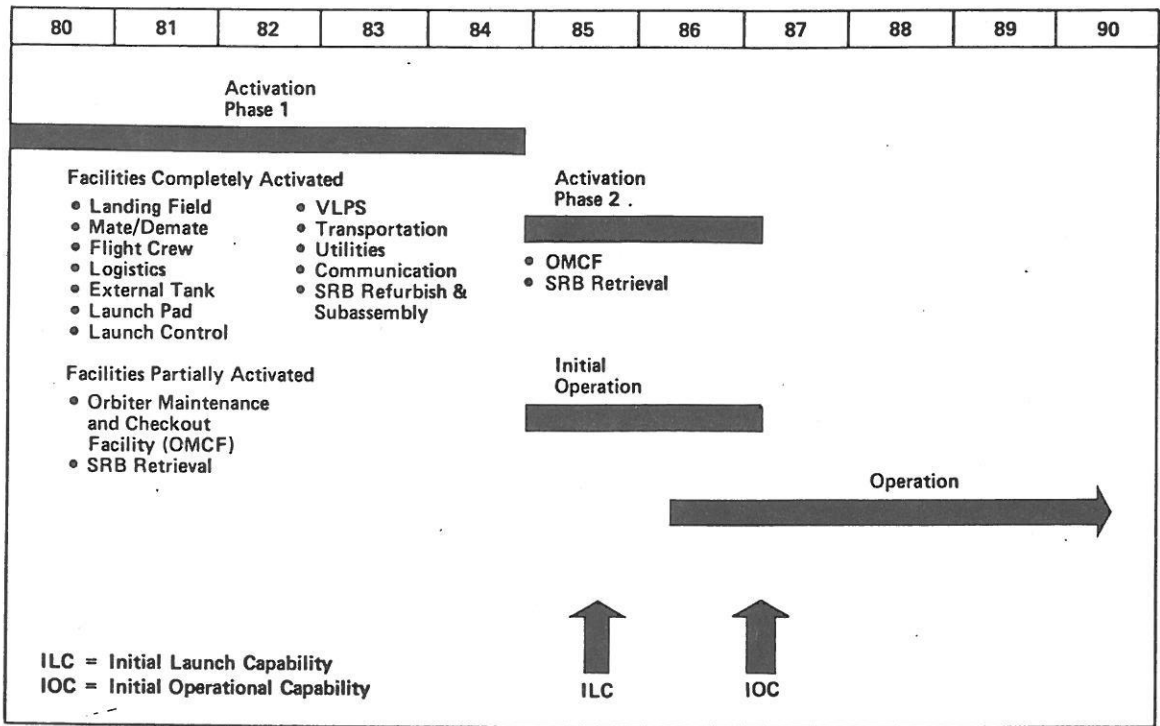 80 81 82 83 84 85 86 87 88 89 90
Activation
Phase 1
Facilities Completely Activated
• Landing Field
• Mate/Demate
• Flight Crew
• Logistics
• External Tank
• Launch Pad
• Launch Control
• VLPS
• Transportation
• Utilities
• Communication
• SRB Refurbish &
Subassembly
Activation
Phase 2 .
• OMCF
• SRB Retrieval
Facilities Partially Activated
• Orbiter Maintenance
and Checkout
Facility (OMCF)
• SRB Retrieval
Initial
Operation
Operation
ILC = Initial Launch Capability
IOC = Initial Operational Capability
ILC
IOC